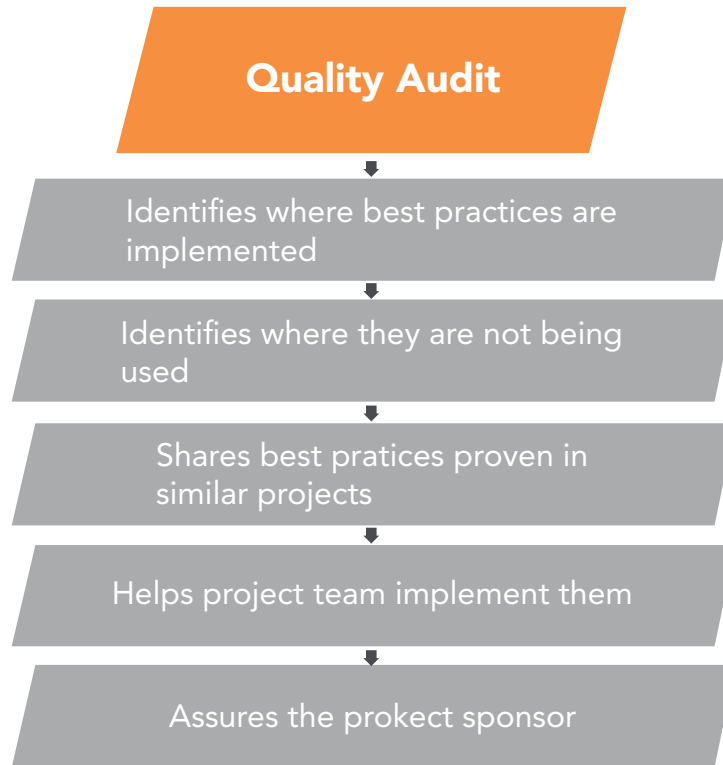 Quality Audit
Identifies where best practices are
implemented
Identifies where they are not being
used
Shares best pratices proven in
similar projects
Helps project team implement them
Assures the prokect sponsor